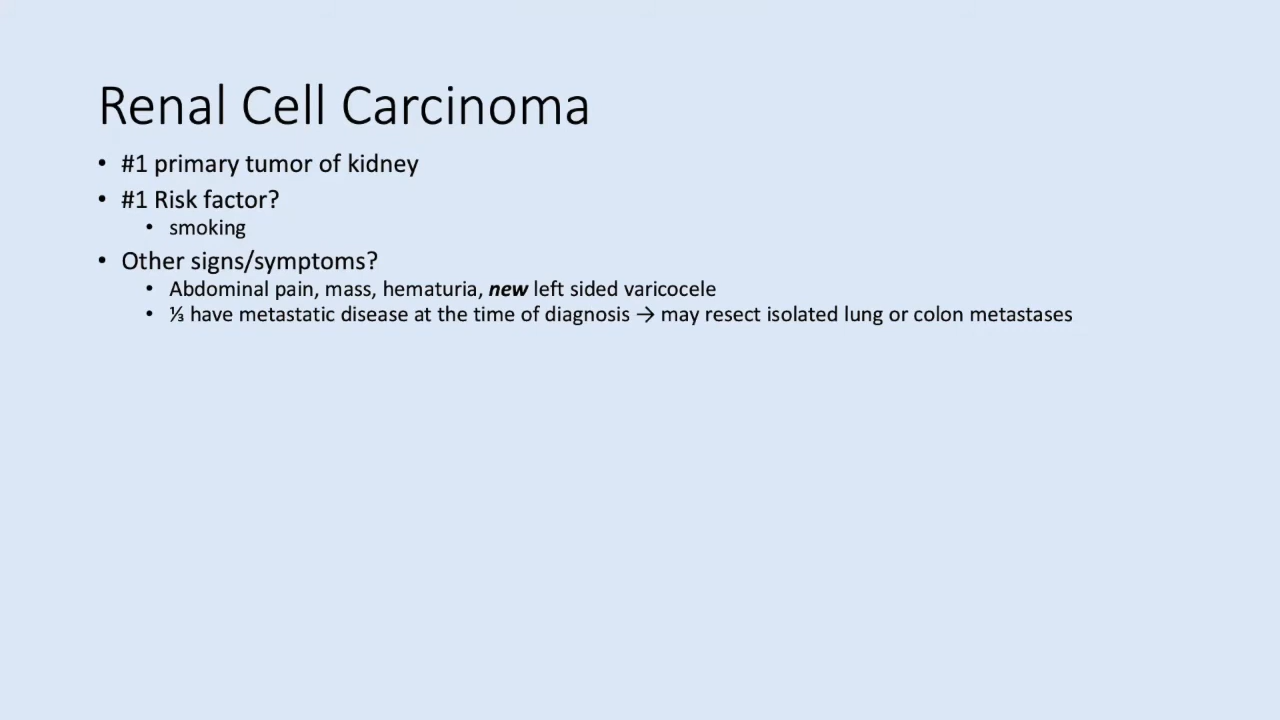 Renal Cell Carcinoma
• #1 primary tumor of kidney
• #1 Risk factor?
• smoking
• Other signs/symptoms?
• Abdominal pain, mass, hematuria, new left sided varicocele
• ⅓ have metastatic disease at the time of diagnosis → may resect isolated lung or colon metastases